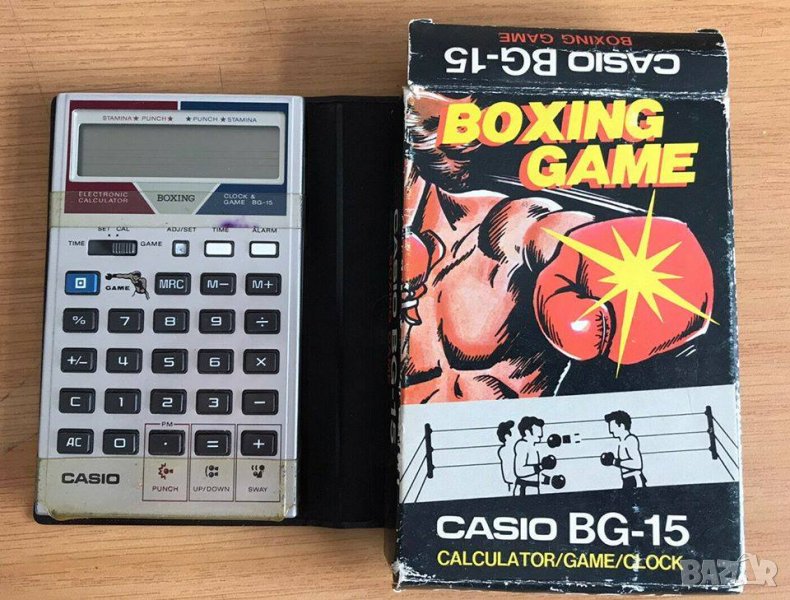 STAMINA ★ PUNCH ★ ★ PUNCH ★ STAMINA
ELECTRONIC CALCULATOR
BOXING
CLOCK & GAME BG-15
SET CAL
TIME GAME ADJ/SET TIME ALARM
GAME MRC M− M+
% 7 8 9 ÷
+/− 4 5 6 ×
C 1 2 3 −
PM
AC 0 . = +
CASIO PUNCH UP/DOWN SWAY
CASIO BG-15
BOXING GAME
BOXING
GAME
CASIO BG-15
CALCULATOR/GAME/CLOCK
BAZAR